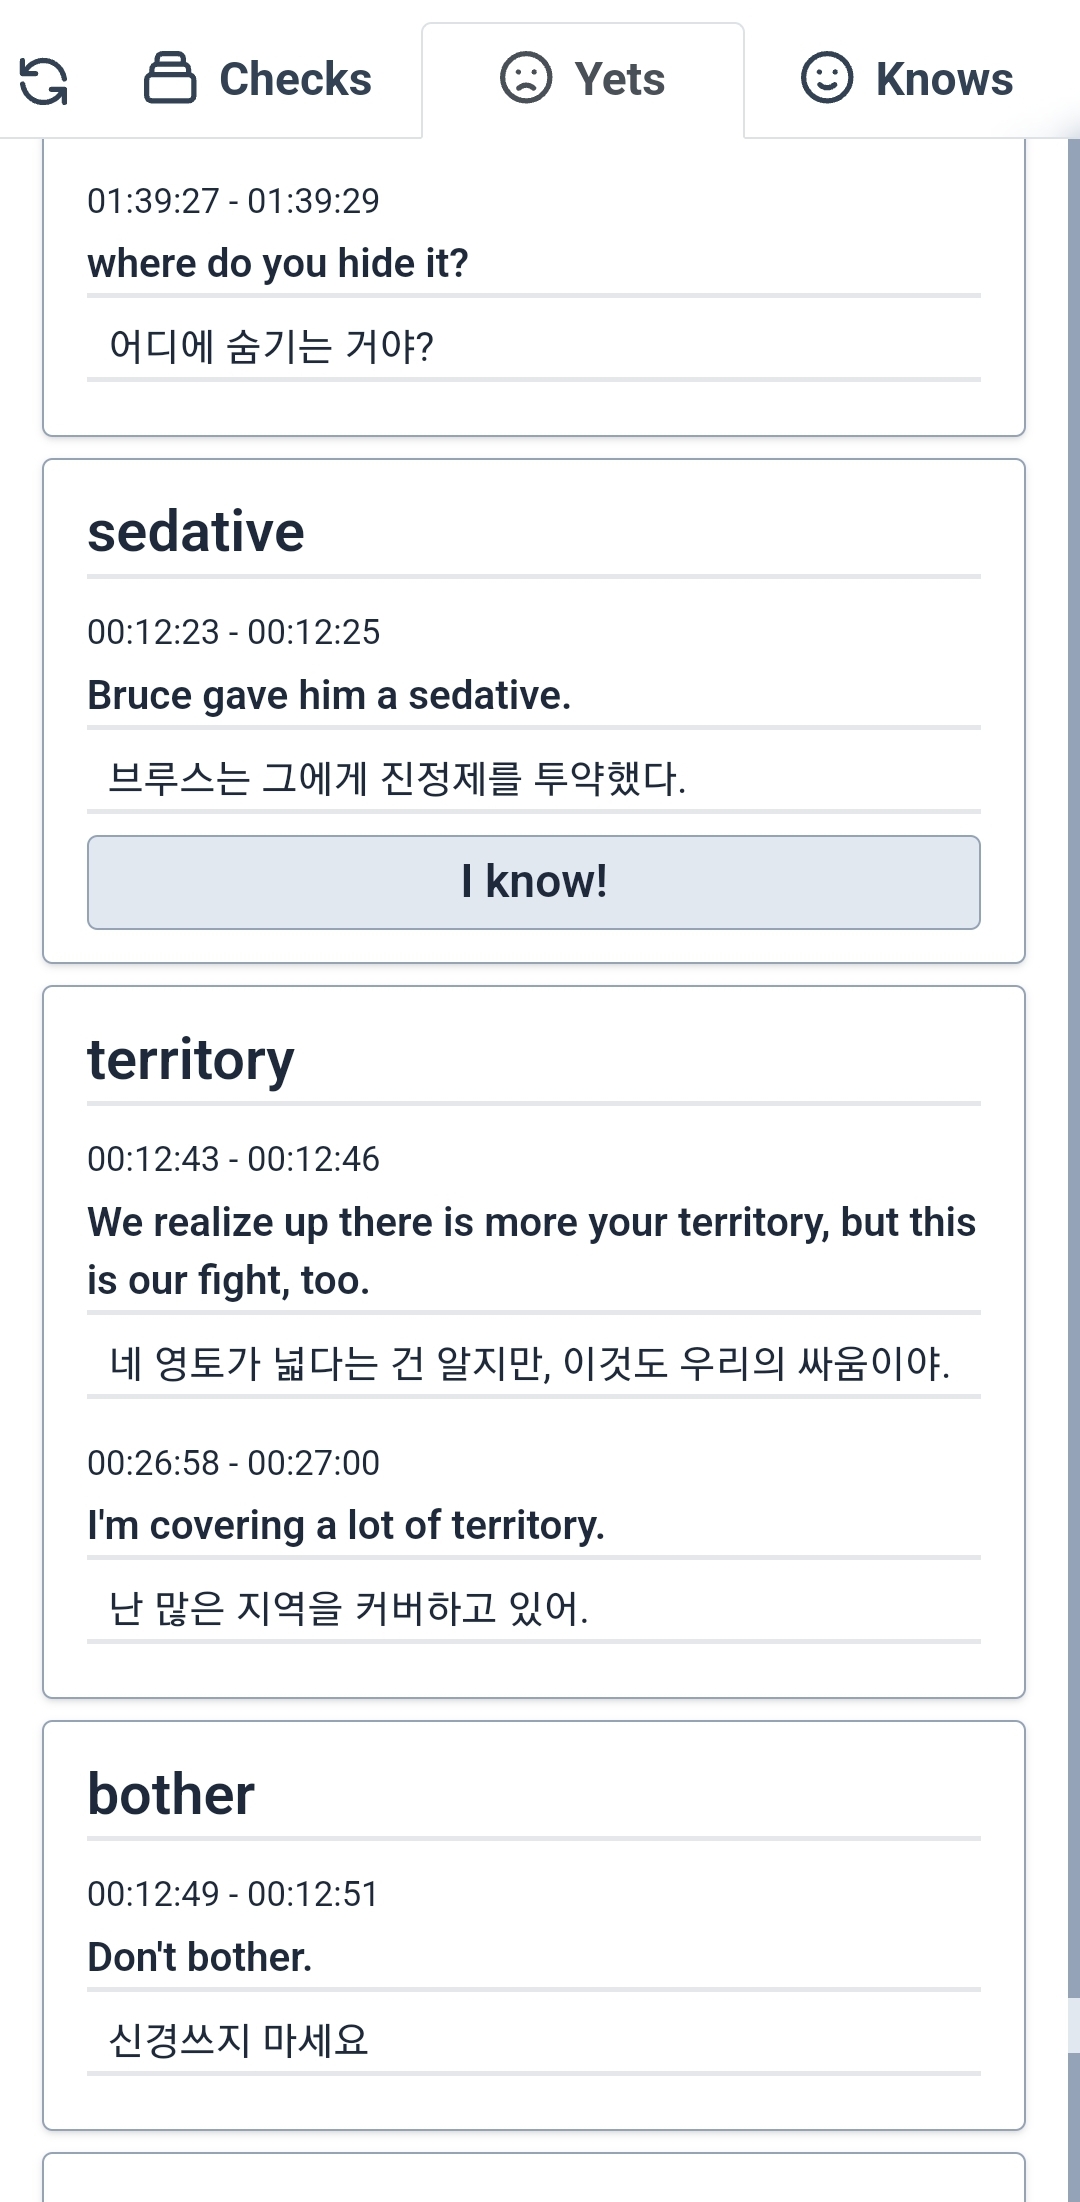 Checks
Yets
Knows
01:39:27 - 01:39:29
where do you hide it?
어디에 숨기는 거야?
sedative
00:12:23 - 00:12:25
Bruce gave him a sedative.
브루스는 그에게 진정제를 투약했다.
I know!
territory
00:12:43 - 00:12:46
We realize up there is more your territory, but this
is our fight, too.
네 영토가 넓다는 건 알지만, 이것도 우리의 싸움이야.
00:26:58 - 00:27:00
I'm covering a lot of territory.
난 많은 지역을 커버하고 있어.
bother
00:12:49 - 00:12:51
Don't bother.
신경쓰지 마세요